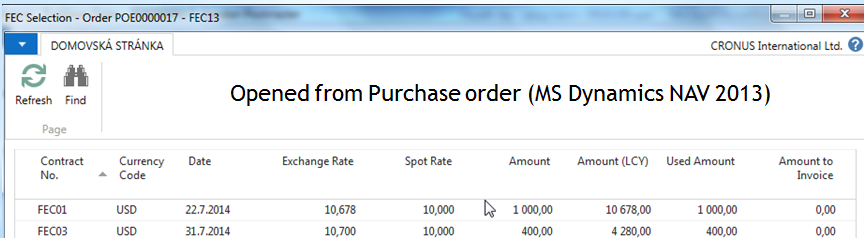 FEC Selection - Order POE0000017 - FEC13
DOMOVSKÁ STRÁNKA
CRONUS International Ltd.
Refresh Find
Page
Opened from Purchase order (MS Dynamics NAV 2013)
Contract No. Currency Code Date Exchange Rate Spot Rate Amount Amount (LCY) Used Amount Amount to Invoice
FEC01 USD 22.7.2014 10,678 10,000 1 000,00 10 678,00 1 000,00 0,00
FEC03 USD 31.7.2014 10,700 10,000 400,00 4 280,00 400,00 0,00